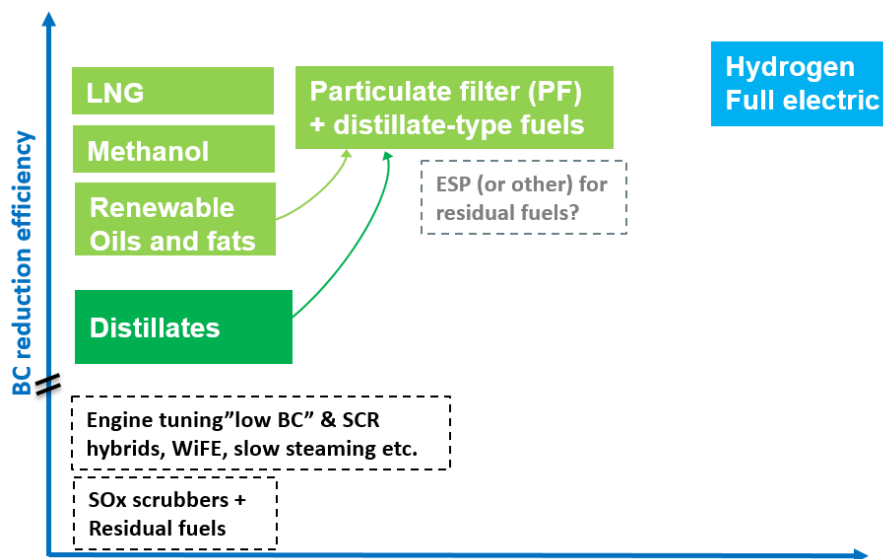 BC reduction efficiency
LNG
Methanol
Renewable
Oils and fats
Distillates
Particulate filter (PF)
+ distillate-type fuels
ESP (or other) for
residual fuels?
Hydrogen
Full electric
Engine tuning”low BC” & SCR
hybrids, WiFE, slow steaming etc.
SOx scrubbers +
Residual fuels